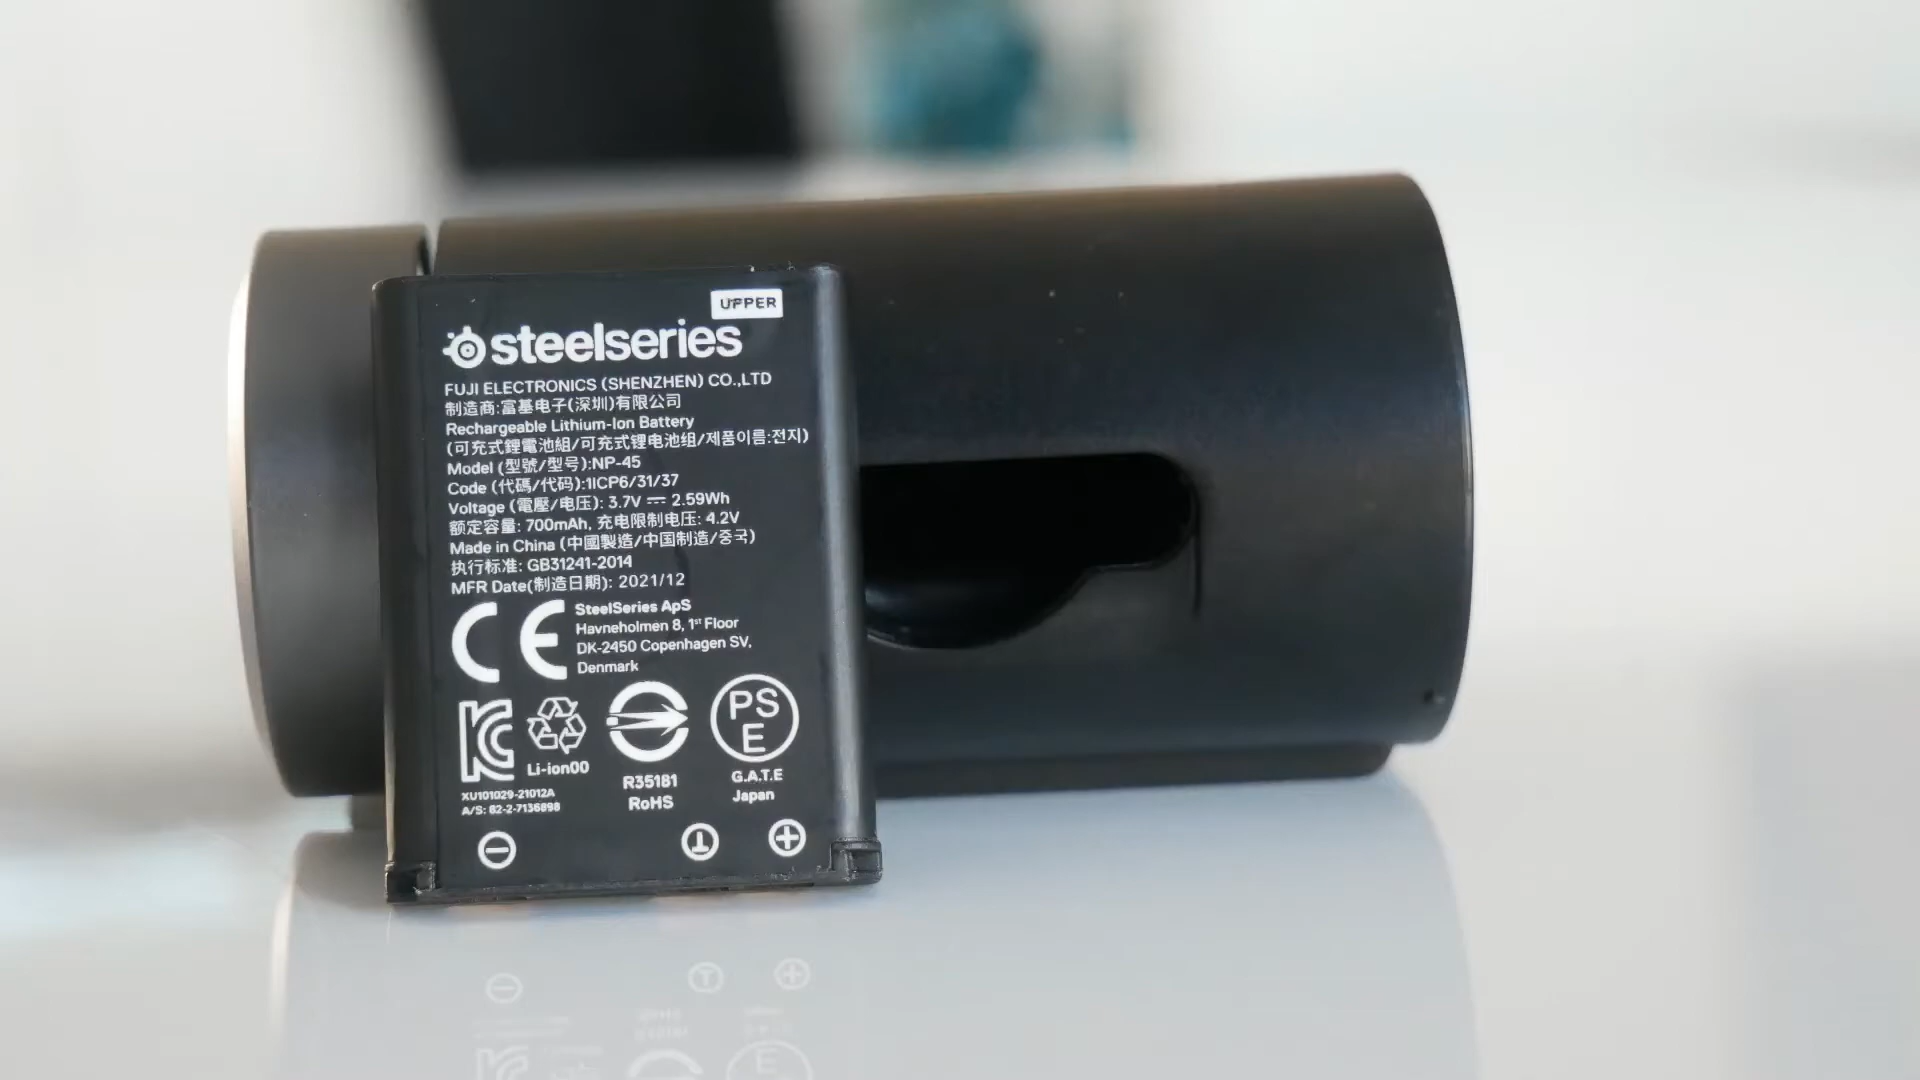 UPPER
steelseries
FUJI ELECTRONICS (SHENZHEN) CO.,LTD
制造商:富基电子(深圳)有限公司
Rechargeable Lithium-Ion Battery
(可充式鋰電池組/可充式锂电池组/제품이름:전지)
Model (型號/型号):NP-45
Code (代碼/代码):1ICP6/31/37
Voltage (電壓/电压): 3.7V ⎓ 2.59Wh
额定容量: 700mAh, 充电限制电压: 4.2V
Made in China (中國製造/中国制造/중국)
执行标准: GB31241-2014
MFR Date(制造日期): 2021/12
CE
SteelSeries ApS
Havneholmen 8, 1st Floor
DK-2450 Copenhagen SV,
Denmark
KC
Li-ion00
XU101029-21012A
A/S: 82-2-7136898
R35181
RoHS
PS
E
G.A.T.E
Japan
⊖ T ⊕